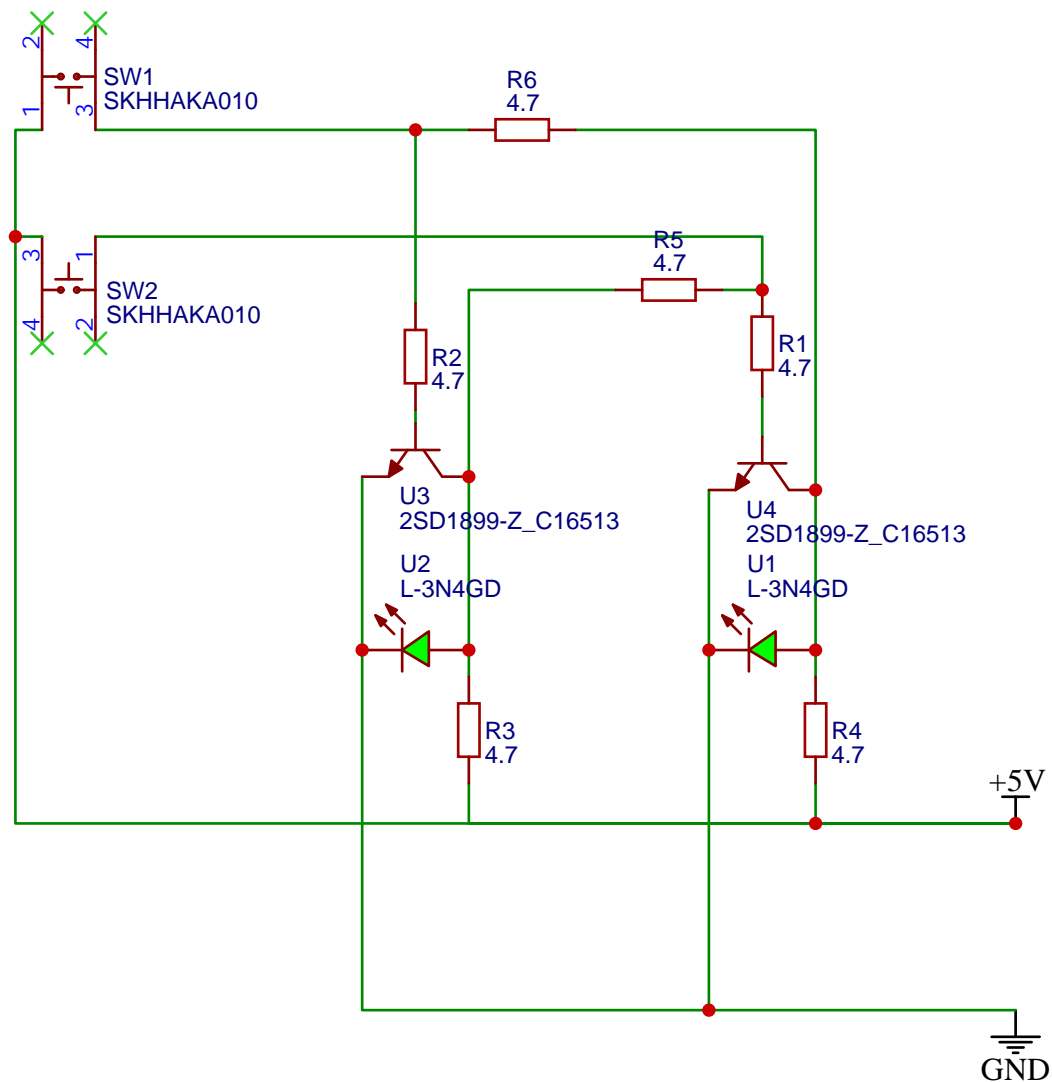 2
4
SW1
SKHHAKA010
1
3
R6
4.7
3
1
SW2
SKHHAKA010
4
2
R5
4.7
R2
4.7
R1
4.7
U3
2SD1899-Z_C16513
U4
2SD1899-Z_C16513
U2
L-3N4GD
U1
L-3N4GD
R3
4.7
R4
4.7
+5V
GND